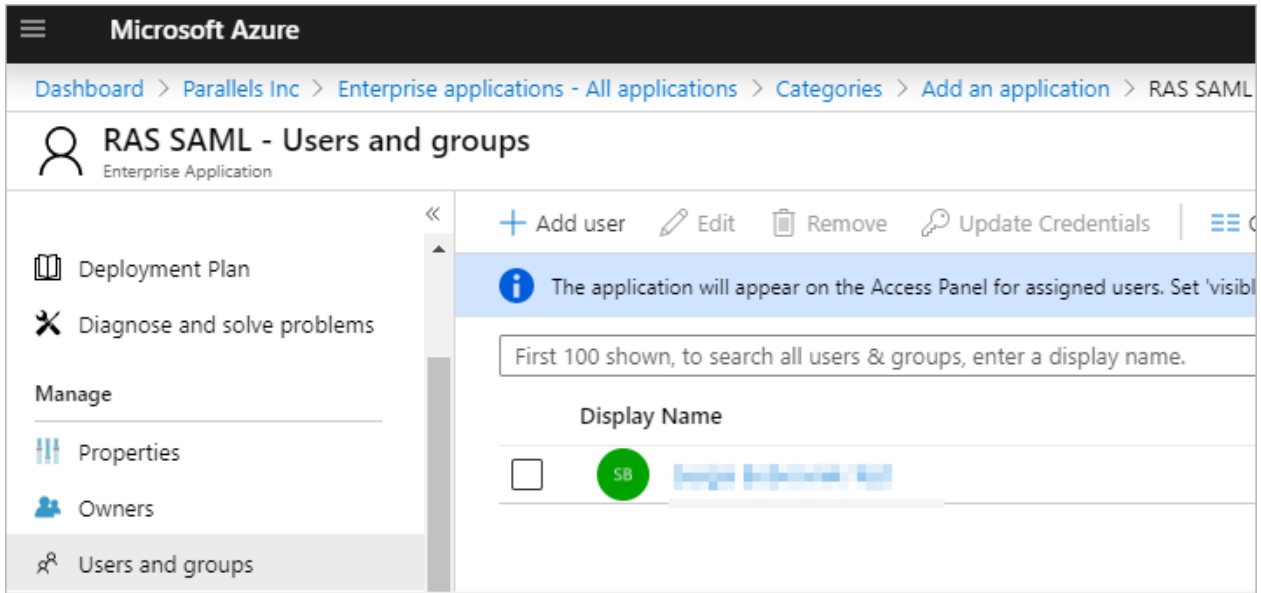 Microsoft Azure
Dashboard > Parallels Inc > Enterprise applications - All applications > Categories > Add an application > RAS SAML
RAS SAML - Users and groups
Enterprise Application
«
Add user Edit Remove Update Credentials
Deployment Plan
The application will appear on the Access Panel for assigned users. Set 'visibl
Diagnose and solve problems
First 100 shown, to search all users & groups, enter a display name.
Manage
Display Name
Properties
SB
Owners
Users and groups